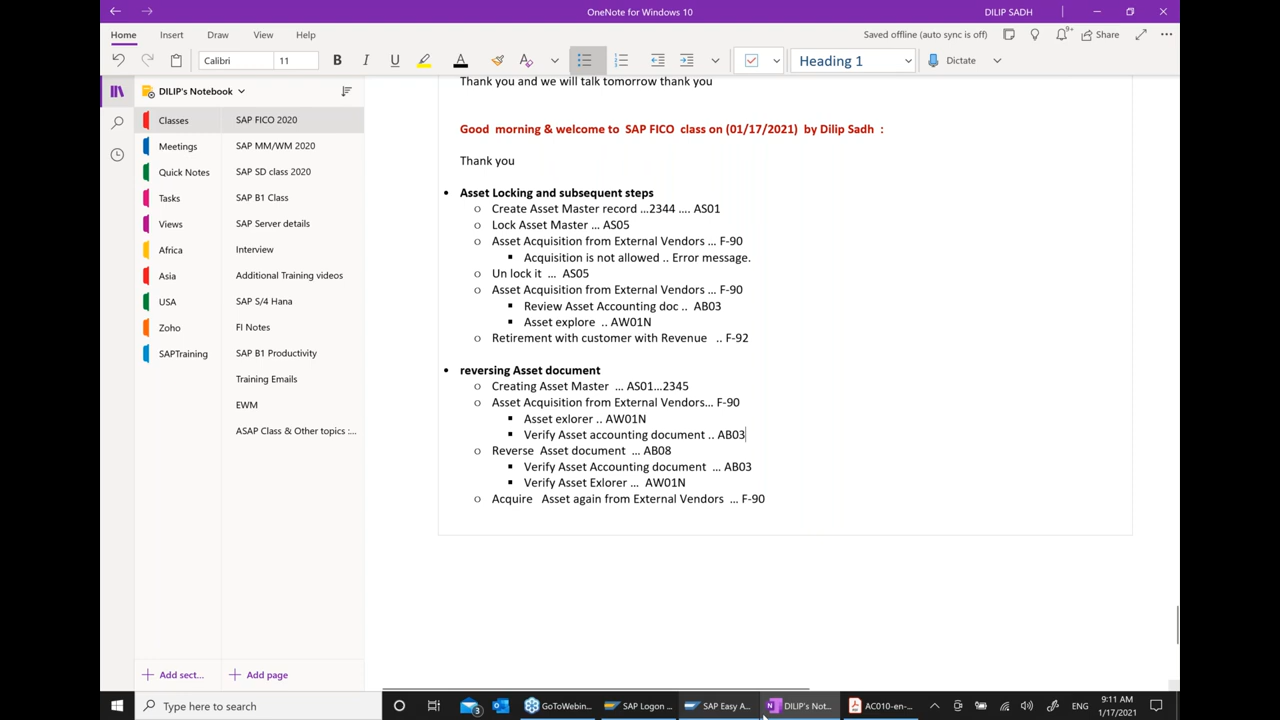 OneNote for Windows 10
DILIP SADH
Home
Insert
Draw
View
Help
Saved offline (auto sync is off)
9+
Share
Calibri
11
B
I
U
A
Heading 1
Dictate
DILIP's Notebook
Classes
Meetings
Quick Notes
Tasks
Views
Africa
Asia
USA
Zoho
SAPTraining
Add sect...
SAP FICO 2020
SAP MM/WM 2020
SAP SD class 2020
SAP B1 Class
SAP Server details
Interview
Additional Training videos
SAP S/4 Hana
FI Notes
SAP B1 Productivity
Training Emails
EWM
ASAP Class & Other topics :...
Add page
Thank you and we will talk tomorrow thank you
Good morning & welcome to SAP FICO class on (01/17/2021) by Dilip Sadh :
Thank you
Asset Locking and subsequent steps
Create Asset Master record ...2344 .... AS01
Lock Asset Master ... AS05
Asset Acquisition from External Vendors ... F-90
Acquisition is not allowed .. Error message.
Un lock it ... AS05
Asset Acquisition from External Vendors ... F-90
Review Asset Accounting doc .. AB03
Asset explore .. AW01N
Retirement with customer with Revenue .. F-92
reversing Asset document
Creating Asset Master ... AS01...2345
Asset Acquisition from External Vendors... F-90
Asset exlorer .. AW01N
Verify Asset accounting document .. AB03
Reverse Asset document ... AB08
Verify Asset Accounting document ... AB03
Verify Asset Exlorer ... AW01N
Acquire Asset again from External Vendors ... F-90
Type here to search
3
GoToWebin...
SAP Logon ...
SAP Easy A...
DILIP's Not...
AC010-en-...
ENG
9:11 AM
1/17/2021